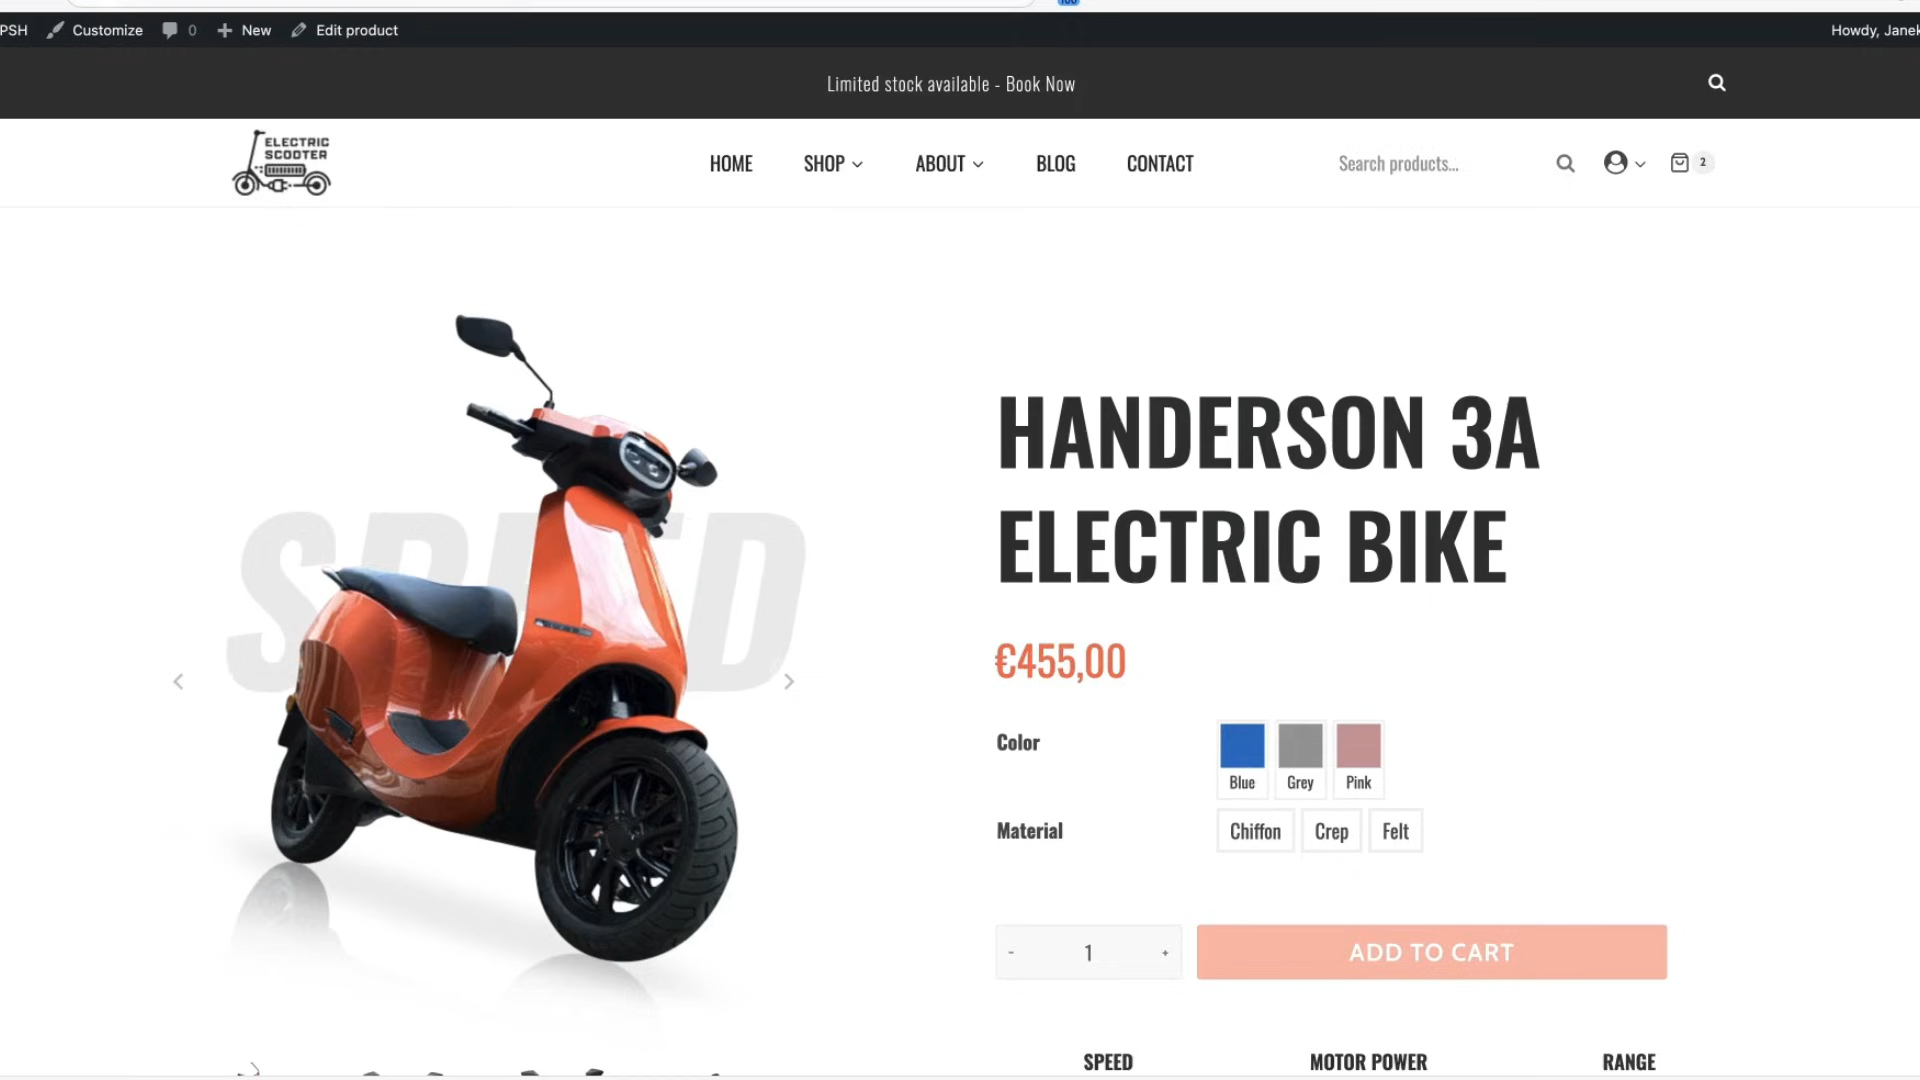 PSH Customize 0 New Edit product Howdy, Janek
Limited stock available - Book Now
ELECTRIC
SCOOTER
HOME SHOP ABOUT BLOG CONTACT Search products... 2
SPEED
HANDERSON 3A
ELECTRIC BIKE
€455,00
Color
Blue Grey Pink
Material Chiffon Crep Felt
- 1 + ADD TO CART
SPEED MOTOR POWER RANGE